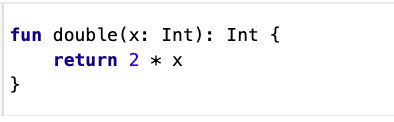 fun double(x: Int): Int {
    return 2 * x
}